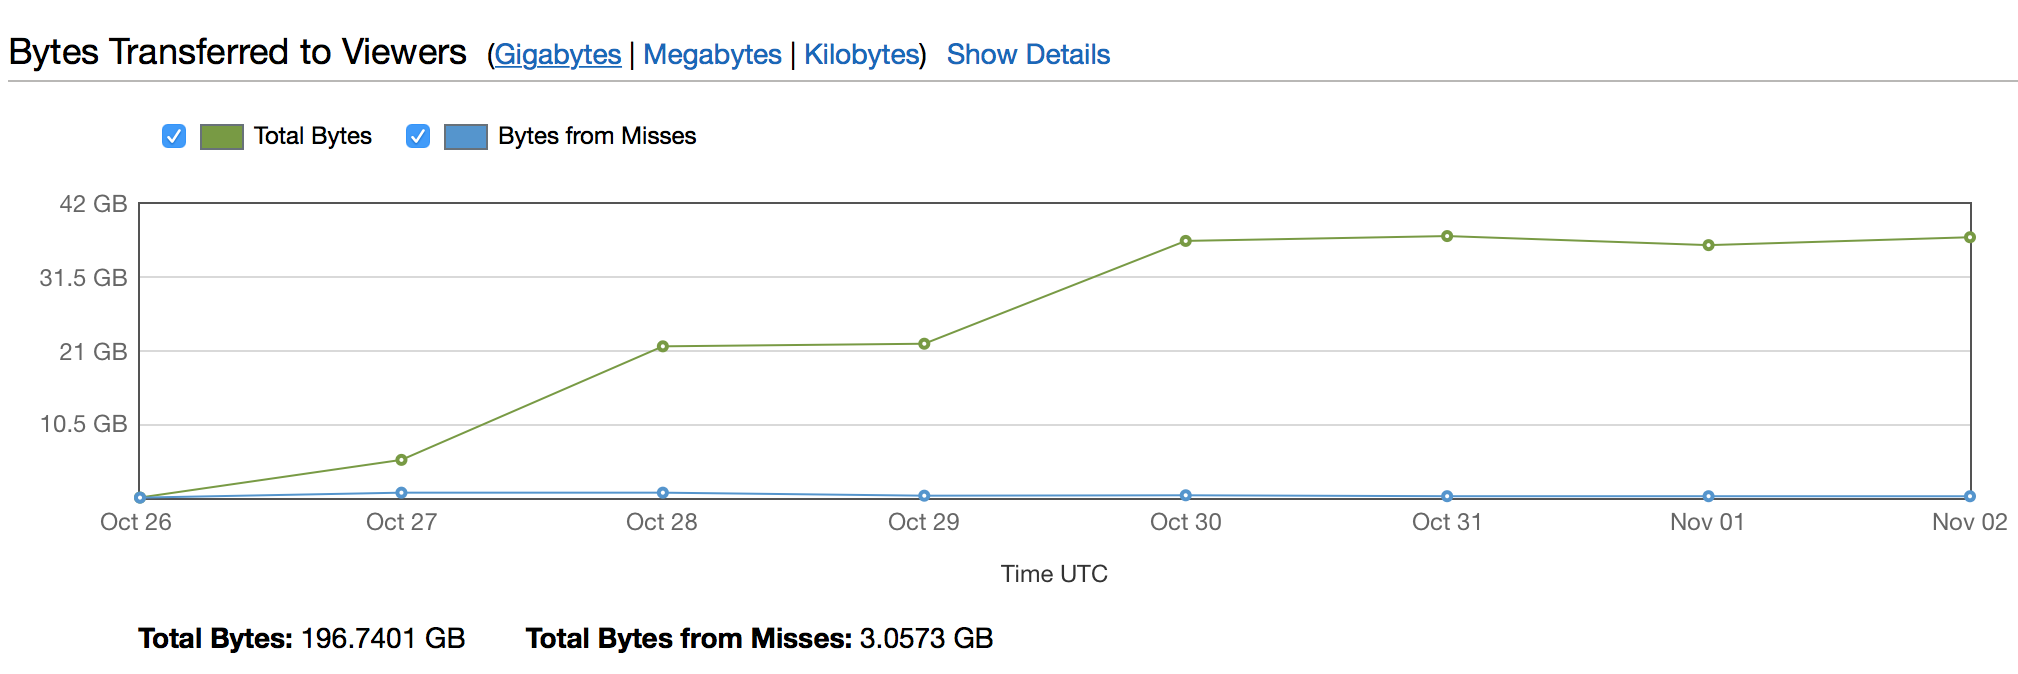 Bytes Transferred to Viewers (Gigabytes | Megabytes | Kilobytes) Show Details
Total Bytes Bytes from Misses
42 GB
31.5 GB
21 GB
10.5 GB
Oct 26 Oct 27 Oct 28 Oct 29 Oct 30 Oct 31 Nov 01 Nov 02
Time UTC
Total Bytes: 196.7401 GB Total Bytes from Misses: 3.0573 GB